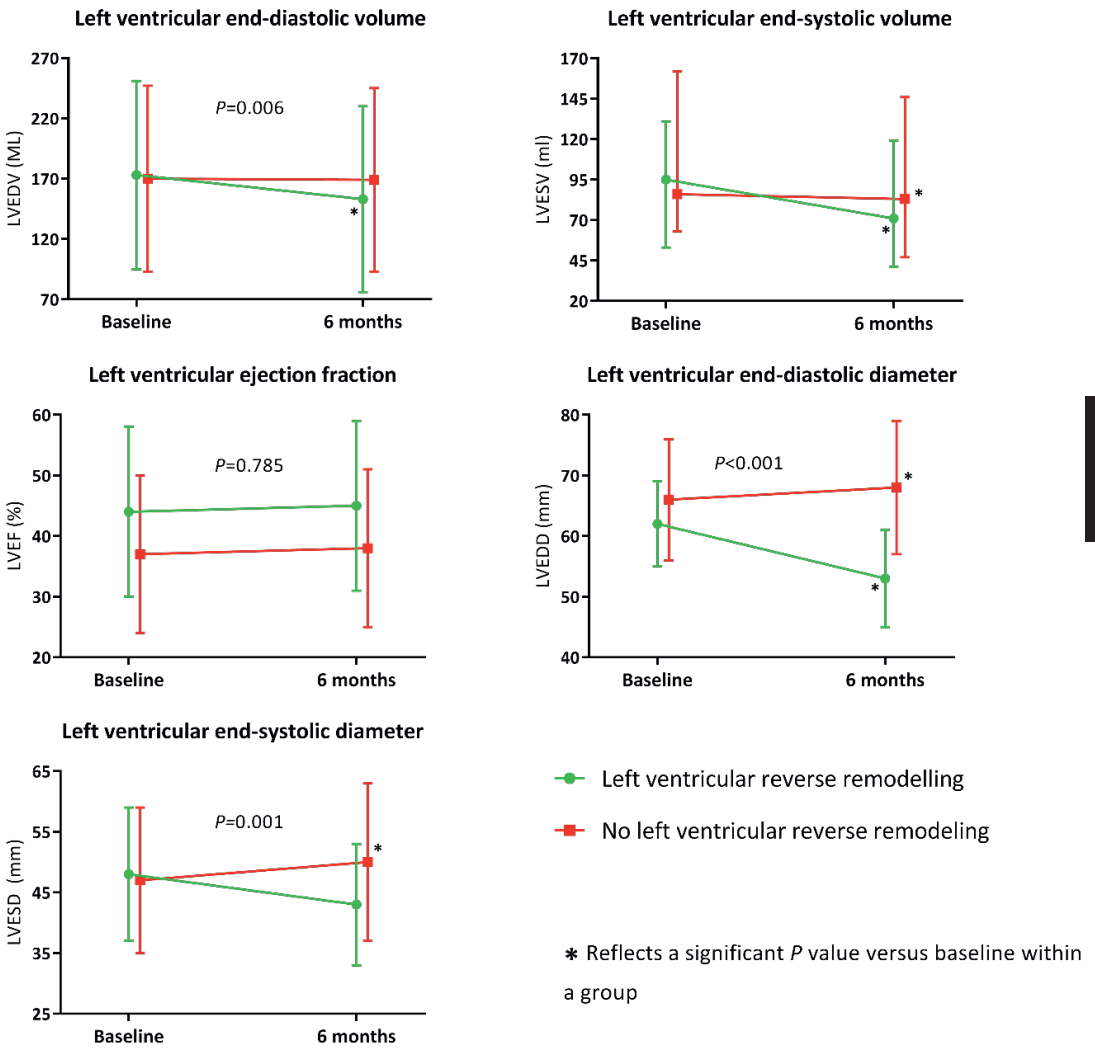 Left ventricular end-diastolic volume
LVEDV (ML)
270
220
170
120
70
P=0.006
*
Baseline
6 months
Left ventricular end-systolic volume
LVESV (ml)
170
145
120
95
70
45
20
*
*
Baseline
6 months
Left ventricular ejection fraction
LVEF (%)
60
50
40
30
20
P=0.785
Baseline
6 months
Left ventricular end-diastolic diameter
LVEDD (mm)
80
70
60
50
40
P<0.001
*
*
Baseline
6 months
Left ventricular end-systolic diameter
LVESD (mm)
65
55
45
35
25
P=0.001
*
Baseline
6 months
Left ventricular reverse remodelling
No left ventricular reverse remodeling
* Reflects a significant P value versus baseline within
a group